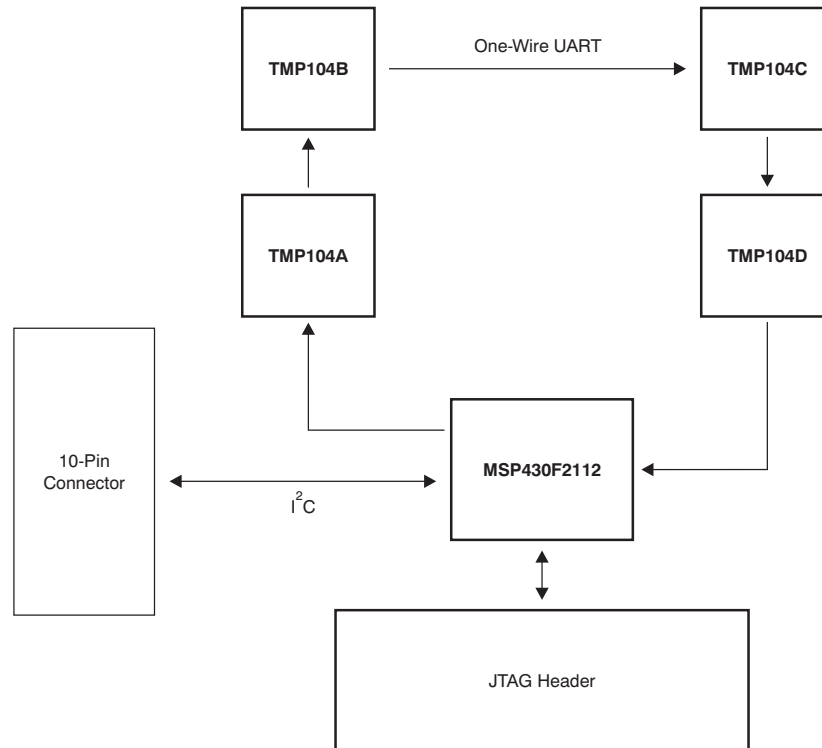 One-Wire UART
TMP104B
TMP104C
TMP104A
TMP104D
10-Pin
Connector
MSP430F2112
I²C
JTAG Header